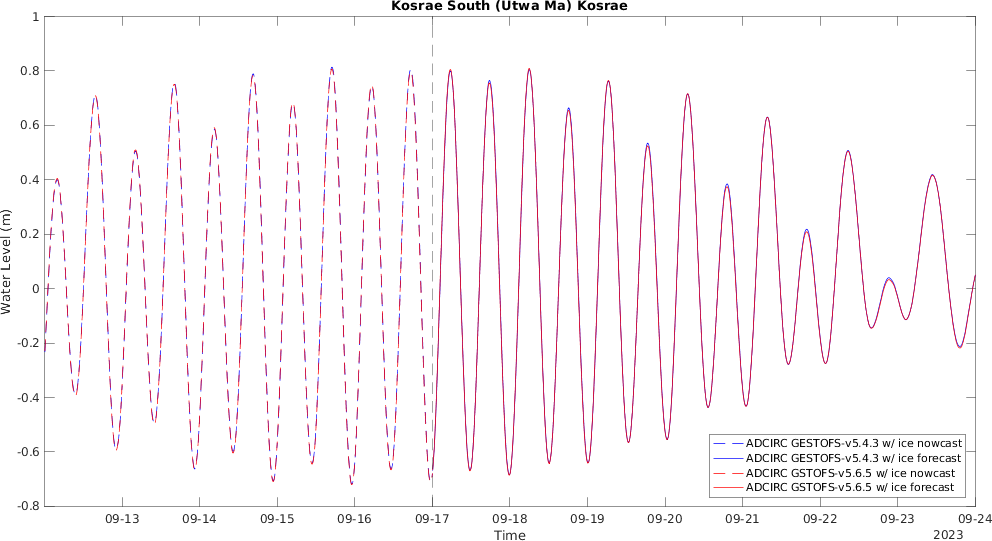 Kosrae South (Utwa Ma) Kosrae
Water Level (m)
1
0.8
0.6
0.4
0.2
0
-0.2
-0.4
-0.6
-0.8
ADCIRC GESTOFS-v5.4.3 w/ ice nowcast
ADCIRC GESTOFS-v5.4.3 w/ ice forecast
ADCIRC GSTOFS-v5.6.5 w/ ice nowcast
ADCIRC GSTOFS-v5.6.5 w/ ice forecast
09-13 09-14 09-15 09-16 09-17 09-18 09-19 09-20 09-21 09-22 09-23 09-24
Time
2023